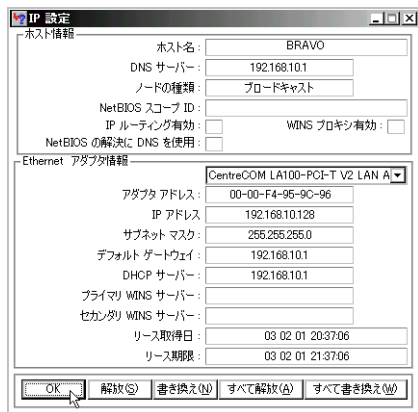 IP 設定
ホスト情報
ホスト名 : BRAVO
DNS サーバー : 192.168.10.1
ノードの種類 : ブロードキャスト
NetBIOS スコープ ID :
IP ルーティング有効 : WINS プロキシ有効 :
NetBIOS の解決に DNS を使用 :
Ethernet アダプタ情報
CentreCOM LA100-PCI-T V2 LAN A
アダプタ アドレス : 00-00-F4-95-9C-96
IP アドレス 192.168.10.128
サブネット マスク : 255.255.255.0
デフォルト ゲートウェイ : 192.168.10.1
DHCP サーバー : 192.168.10.1
プライマリ WINS サーバー :
セカンダリ WINS サーバー :
リース取得日 : 03 02 01 20:37:06
リース期限 : 03 02 01 21:37:06
OK 解放(S) 書き換え(N) すべて解放(A) すべて書き換え(W)